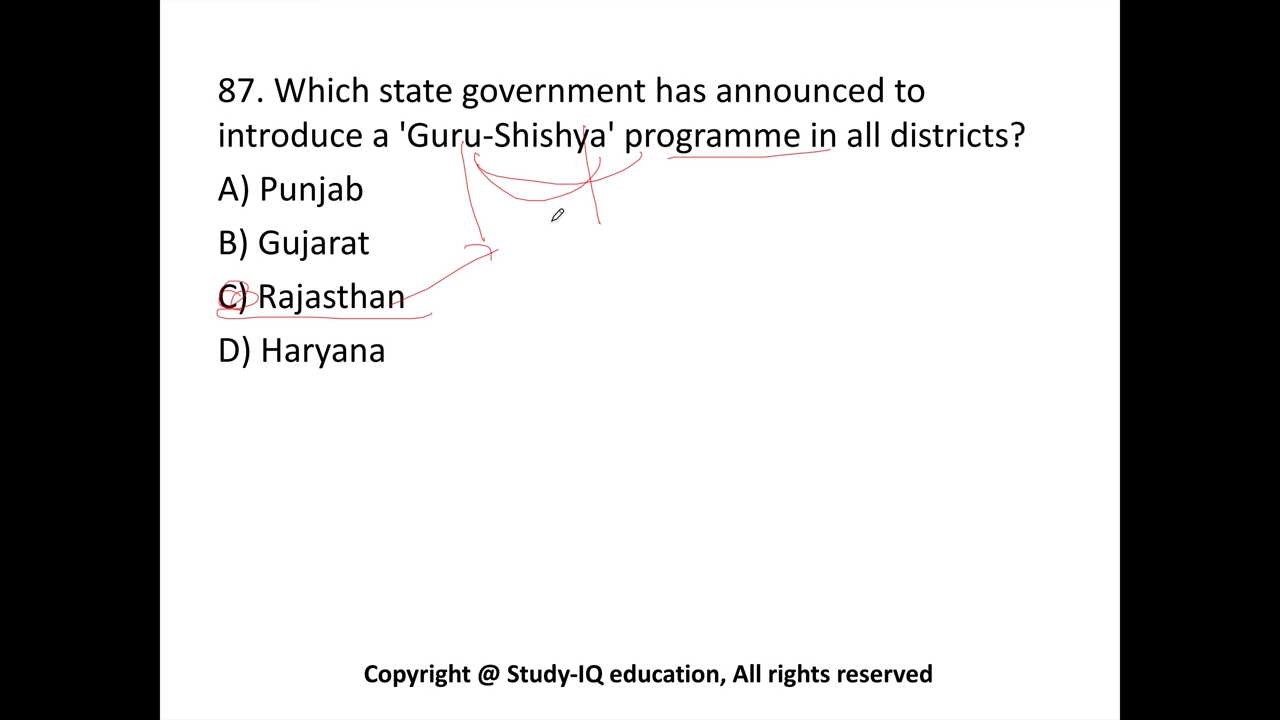 87. Which state government has announced to
introduce a 'Guru-Shishya' programme in all districts?
A) Punjab
B) Gujarat
C) Rajasthan
D) Haryana
Copyright @ Study-IQ education, All rights reserved